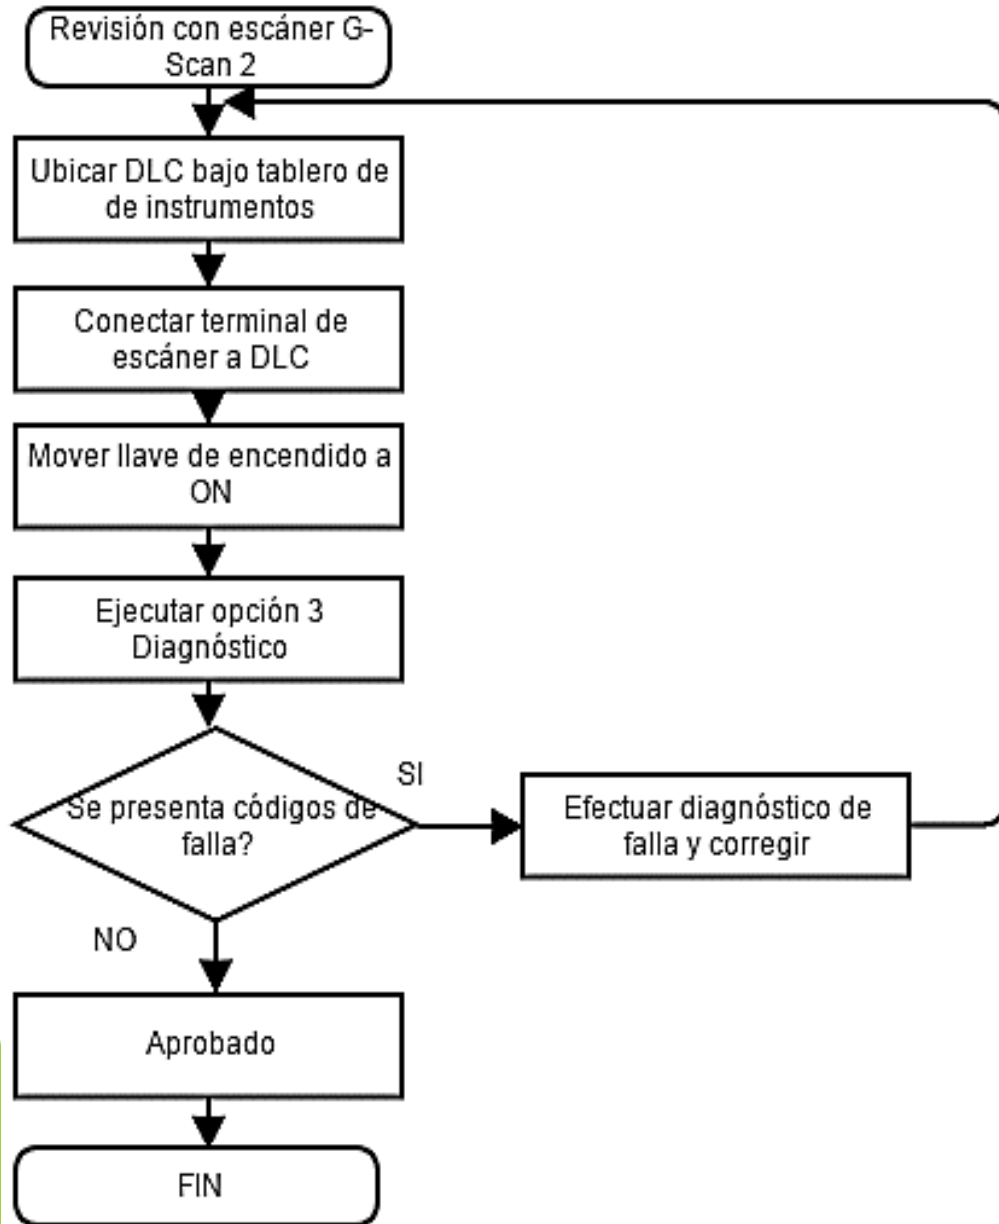 Revisión con escáner G-
Scan 2
Ubicar DLC bajo tablero de
de instrumentos
Conectar terminal de
escáner a DLC
Mover llave de encendido a
ON
Ejecutar opción 3
Diagnóstico
Se presenta códigos de
falla?
SI
Efectuar diagnóstico de
falla y corregir
NO
Aprobado
FIN